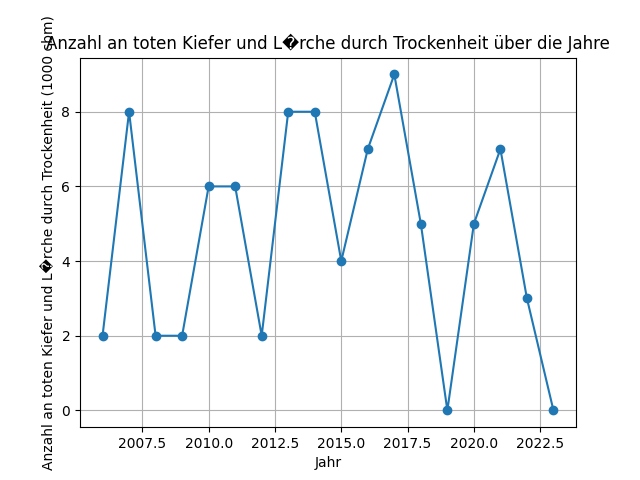 Anzahl an toten Kiefer und L�rche durch Trockenheit über die Jahre
Anzahl an toten Kiefer und L�rche durch Trockenheit (1000 cbm)
8
6
4
2
0
2007.5 2010.0 2012.5 2015.0 2017.5 2020.0 2022.5
Jahr